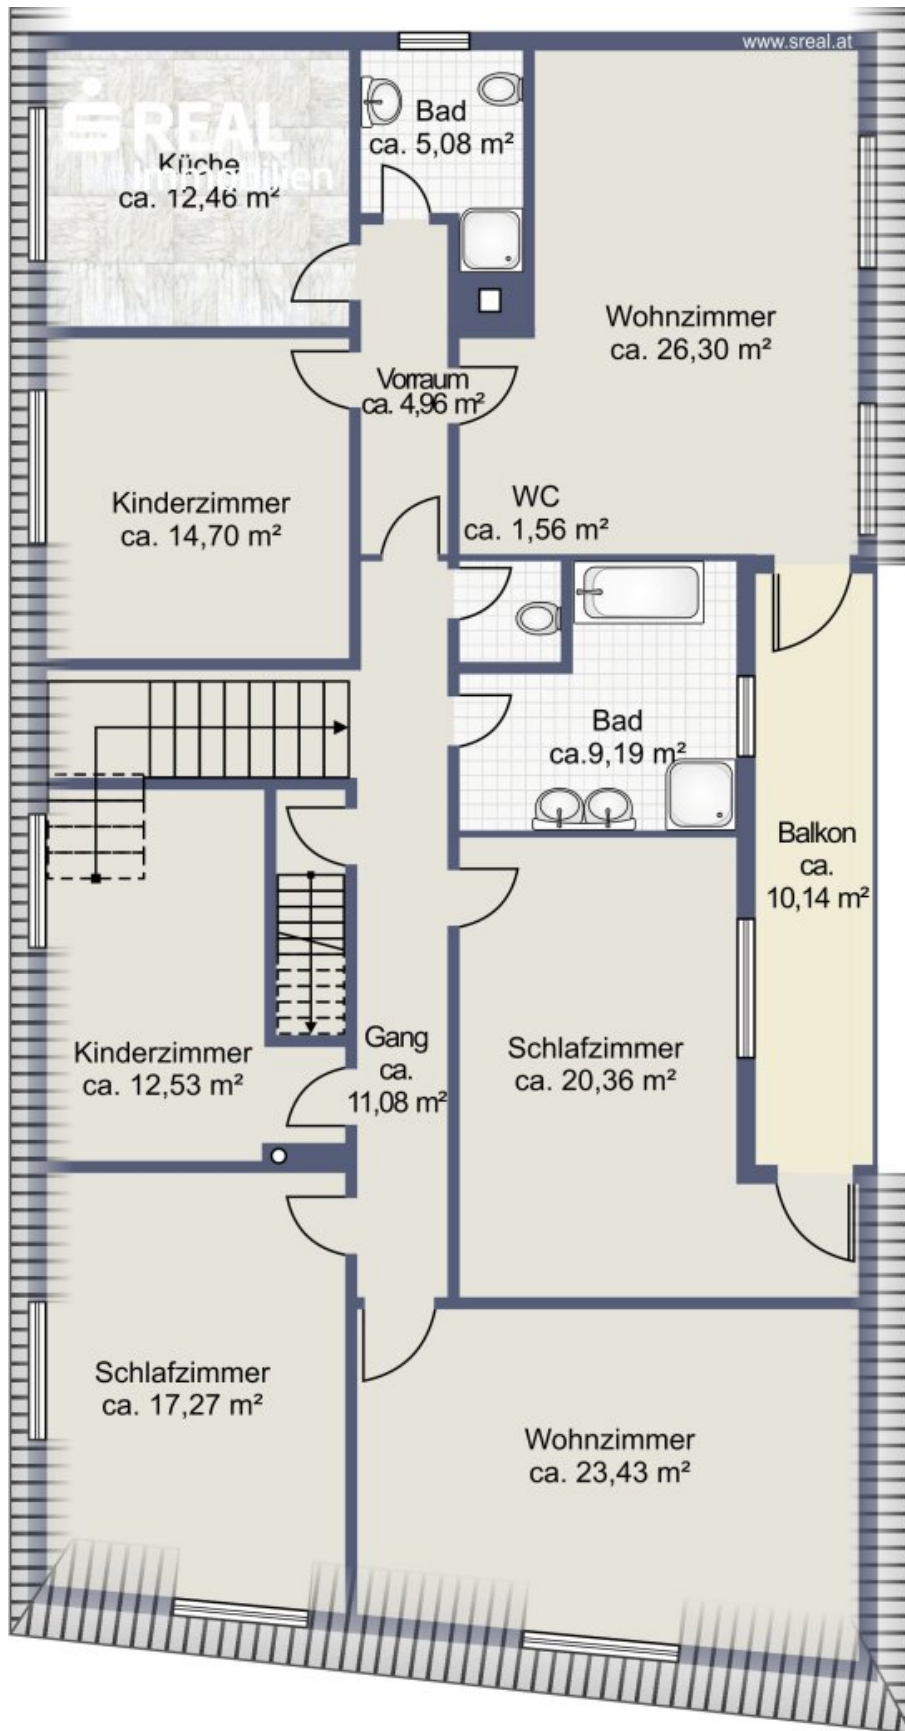 www.sreal.at
S REAL
Immobilien
Küche
ca. 12,46 m²
Bad
ca. 5,08 m²
Wohnzimmer
ca. 26,30 m²
Vorraum
ca. 4,96 m²
Kinderzimmer
ca. 14,70 m²
WC
ca. 1,56 m²
Bad
ca.9,19 m²
Balkon
ca.
10,14 m²
Kinderzimmer
ca. 12,53 m²
Gang
ca.
11,08 m²
Schlafzimmer
ca. 20,36 m²
Schlafzimmer
ca. 17,27 m²
Wohnzimmer
ca. 23,43 m²